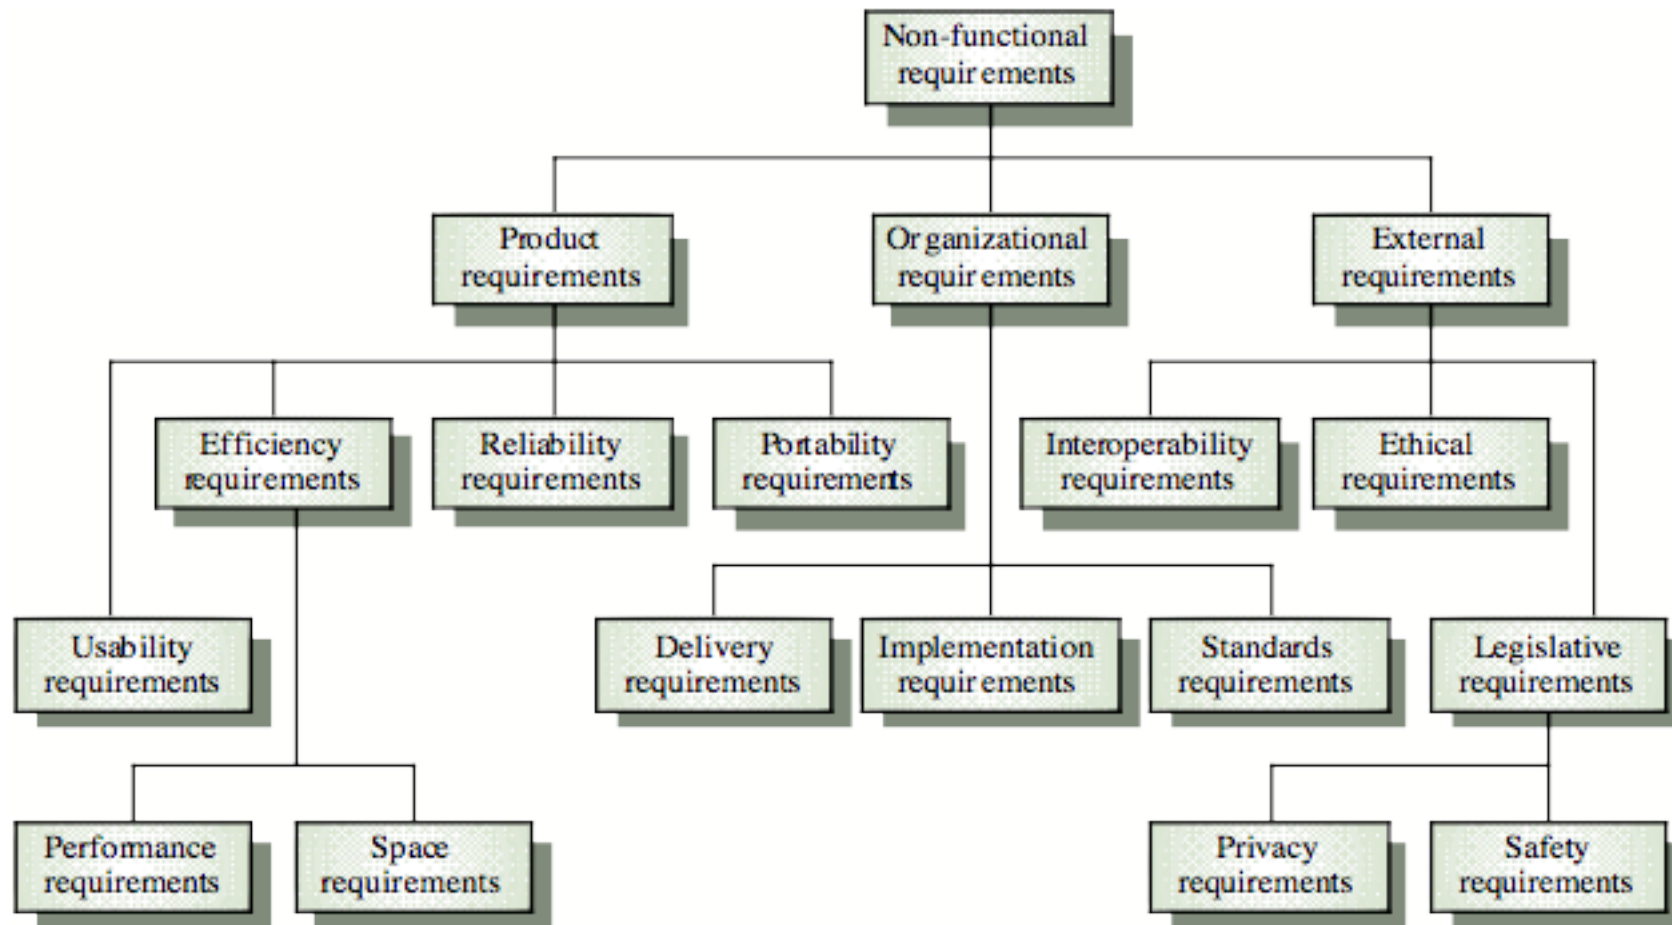 Non-functional
requirements
Product
requirements
Organizational
requirements
External
requirements
Efficiency
requirements
Reliability
requirements
Portability
requirements
Interoperability
requirements
Ethical
requirements
Usability
requirements
Delivery
requirements
Implementation
requirements
Standards
requirements
Legislative
requirements
Performance
requirements
Space
requirements
Privacy
requirements
Safety
requirements